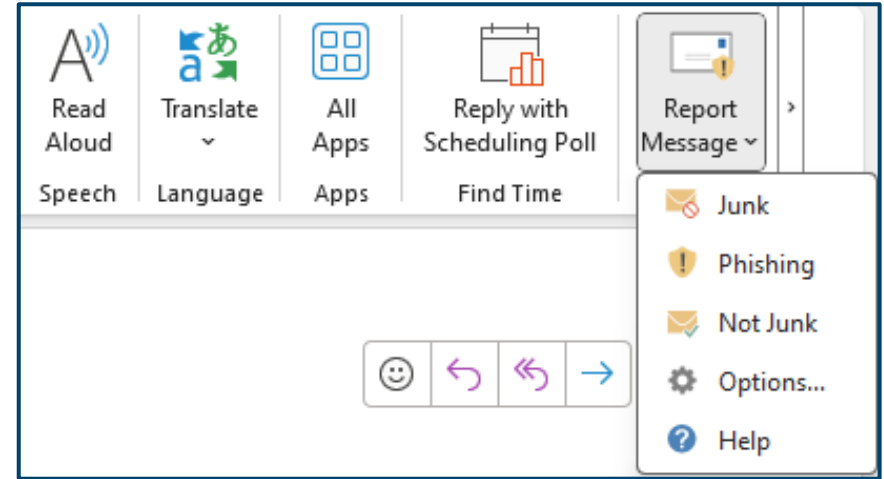 Read
Aloud
Speech
Translate
Language
All
Apps
Apps
Reply with
Scheduling Poll
Find Time
Report
Message
Junk
Phishing
Not Junk
Options...
Help